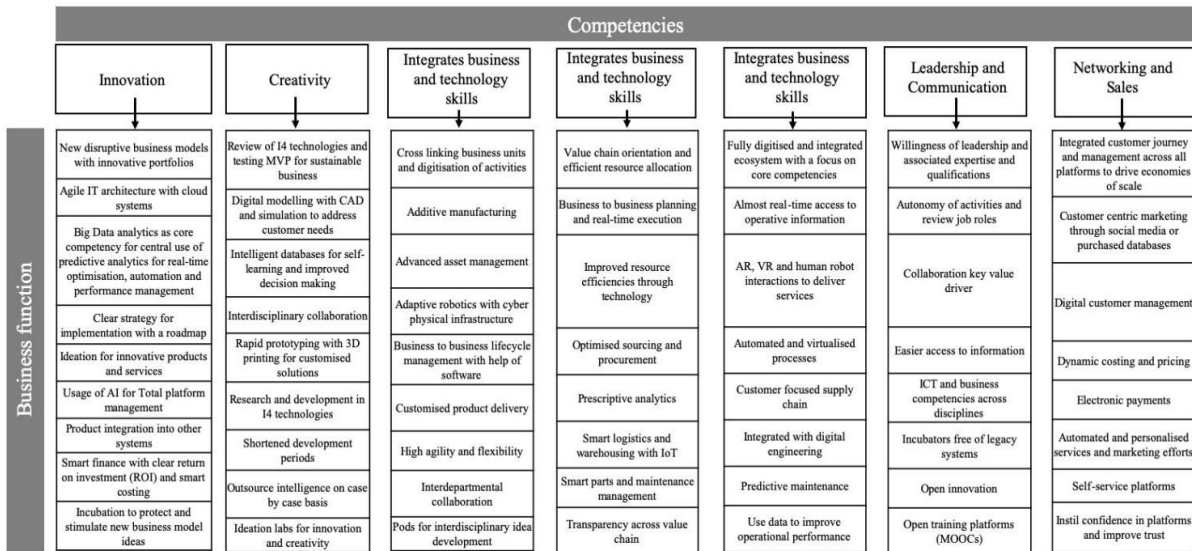 Competencies
Innovation
Creativity
Integrates business
and technology
skills
Integrates business
and technology
skills
Integrates business
and technology
skills
Leadership and
Communication
Networking and
Sales
Business function
New disruptive business models
with innovative portfolios
Agile IT architecture with cloud
systems
Big Data analytics as core
competency for central use of
predictive analytics for real-time
optimisation, automation and
performance management
Clear strategy for
implementation with a roadmap
Ideation for innovative products
and services
Usage of AI for Total platform
management
Product integration into other
systems
Smart finance with clear return
on investment (ROI) and smart
costing
Incubation to protect and
stimulate new business model
ideas
Review of I4 technologies and
testing MVP for sustainable
business
Digital modelling with CAD
and simulation to address
customer needs
Intelligent databases for self-
learning and improved
decision making
Interdisciplinary collaboration
Rapid prototyping with 3D
printing for customised
solutions
Research and development in
I4 technologies
Shortened development
periods
Outsource intelligence on case
by case basis
Ideation labs for innovation
and creativity
Cross linking business units
and digitisation of activities
Additive manufacturing
Advanced asset management
Adaptive robotics with cyber
physical infrastructure
Business to business lifecycle
management with help of
software
Customised product delivery
High agility and flexibility
Interdepartmental
collaboration
Pods for interdisciplinary idea
development
Value chain orientation and
efficient resource allocation
Business to business planning
and real-time execution
Improved resource
efficiencies through
technology
Optimised sourcing and
procurement
Prescriptive analytics
Smart logistics and
warehousing with IoT
Smart parts and maintenance
management
Transparency across value
chain
Fully digitised and integrated
ecosystem with a focus on
core competencies
Almost real-time access to
operative information
AR, VR and human robot
interactions to deliver
services
Automated and virtualised
processes
Customer focused supply
chain
Integrated with digital
engineering
Predictive maintenance
Use data to improve
operational performance
Willingness of leadership and
associated expertise and
qualifications
Autonomy of activities and
review job roles
Collaboration key value
driver
Easier access to information
ICT and business
competencies across
disciplines
Incubators free of legacy
systems
Open innovation
Open training platforms
(MOOCs)
Integrated customer journey
and management across all
platforms to drive economies
of scale
Customer centric marketing
through social media or
purchased databases
Digital customer management
Dynamic costing and pricing
Electronic payments
Automated and personalised
services and marketing efforts
Self-service platforms
Instil confidence in platforms
and improve trust